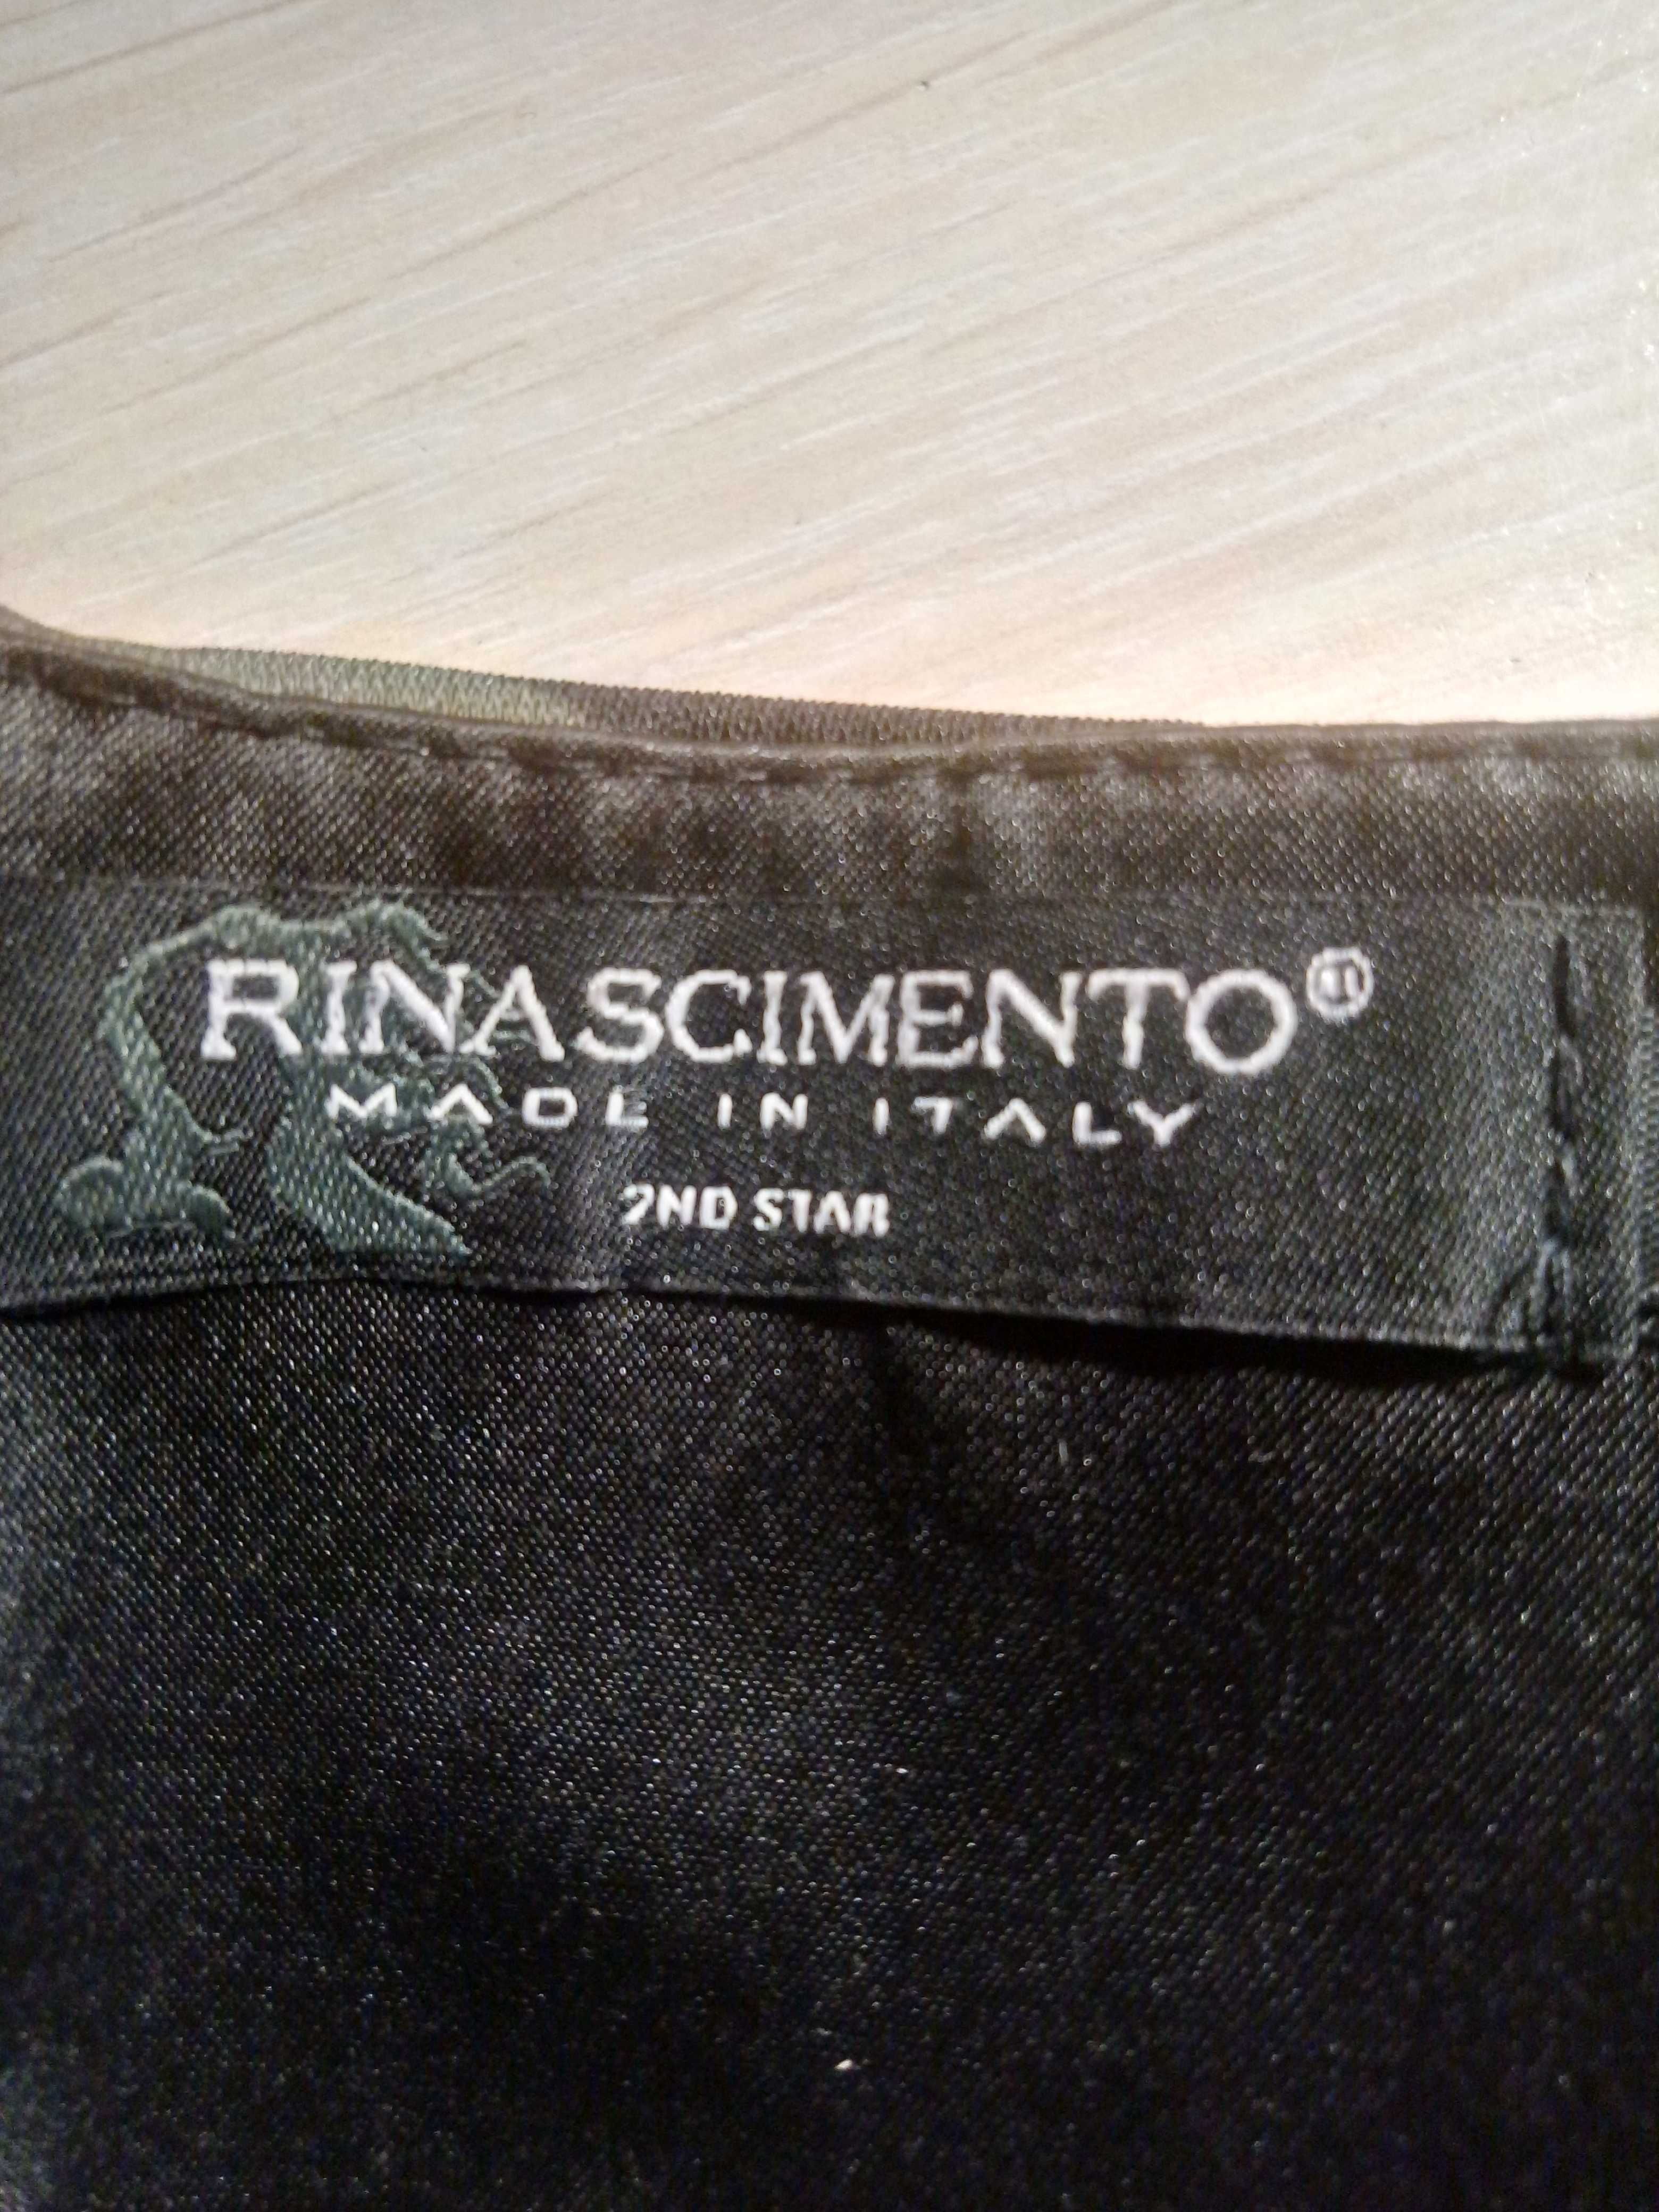 RINASCIMENTO®
MADE IN ITALY
2ND STAR